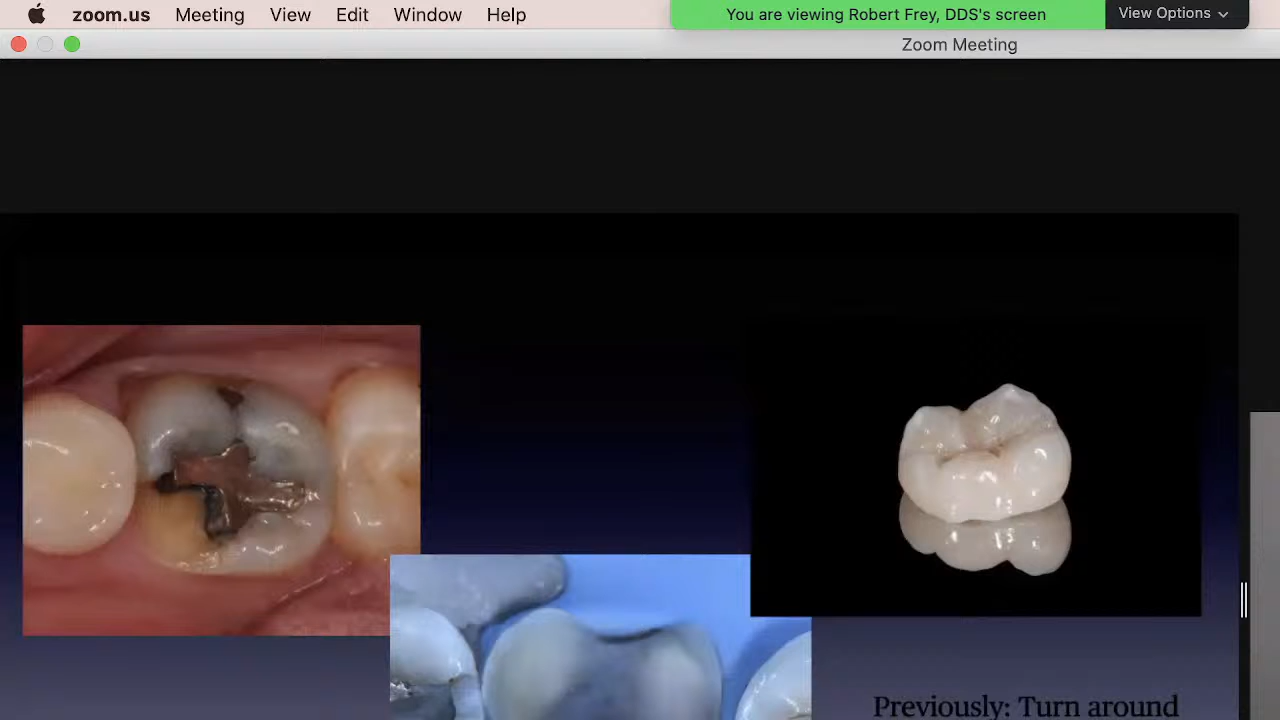 zoom.us Meeting View Edit Window Help
You are viewing Robert Frey, DDS's screen
View Options
Zoom Meeting
Previously: Turn around